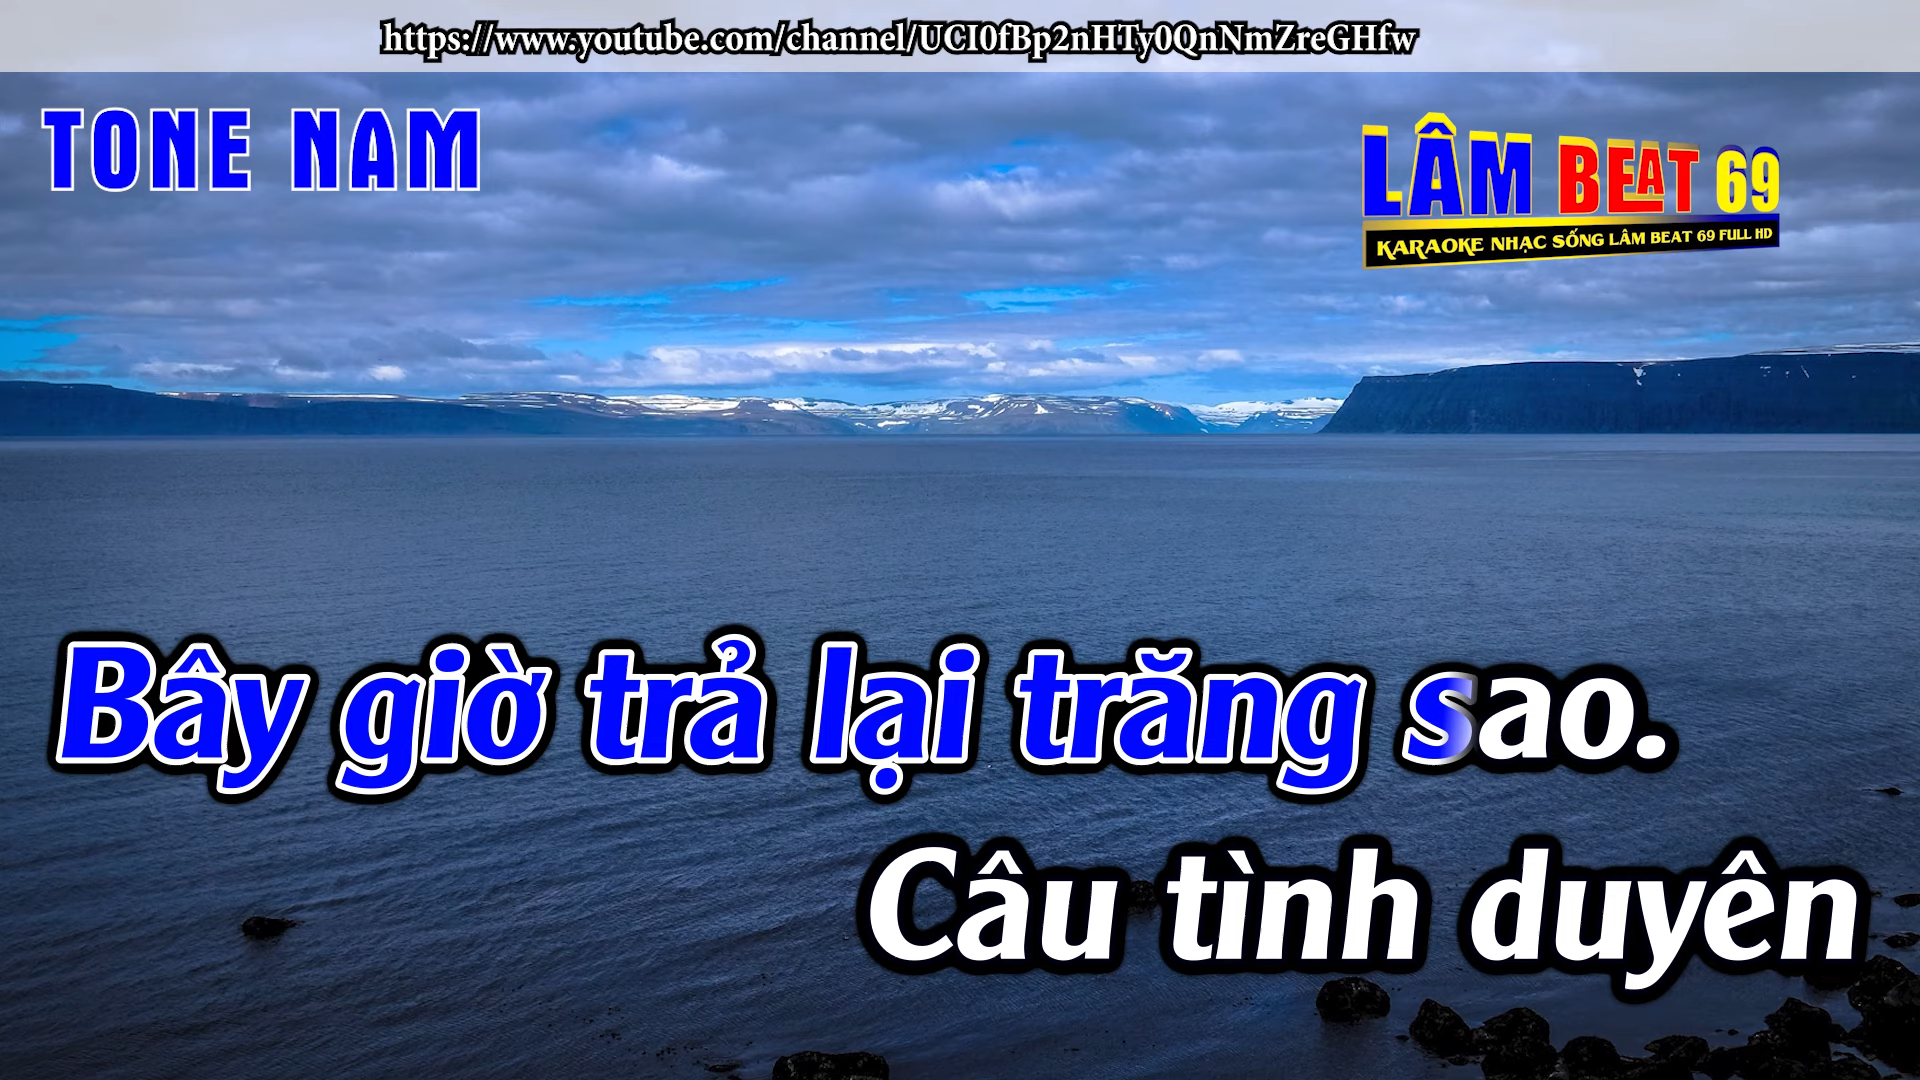 https://www.youtube.com/channel/UCI0fBp2nHTy0QnNmZreGHfw
TONE NAM
LÂM BEAT 69
KARAOKE NHẠC SỐNG LÂM BEAT 69 FULL HD
Bây giờ trả lại trăng sao.
Câu tình duyên